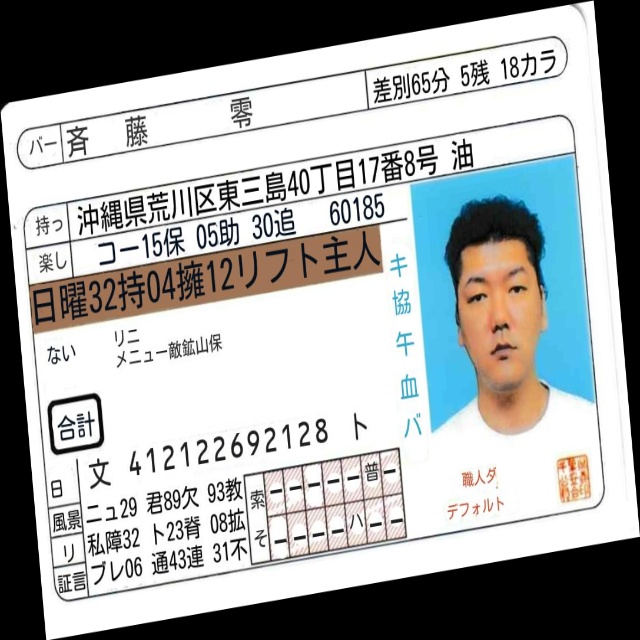 バー 斉藤 零
差別65分 5残 18カラ
持っ 沖縄県荒川区東三島40丁目17番8号 油
楽し コー15保 05助 30追 60185
日曜32持04擁12リフト主人
ない リニ
メニュー敵鉱山保
キ協午血バ
合計
文 412122692128 ト
日 ニュ29 君89欠 93教
風景 私障32 ト23脊 08拡
リ ブレ06 通43連 31不
証言
索 ーーーーー普ー
そ ーーーーハーー
職人ダ
デフォルト